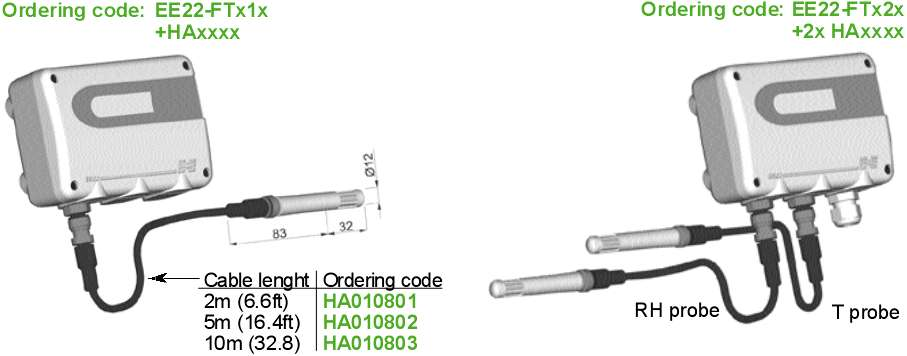 Ordering code: EE22-FTx1x
+HAxxxx
Ordering code: EE22-FTx2x
+2x HAxxxx
Ø12
83
32
Cable lenght Ordering code
2m (6.6ft) HA010801
5m (16.4ft) HA010802
10m (32.8) HA010803
RH probe
T probe